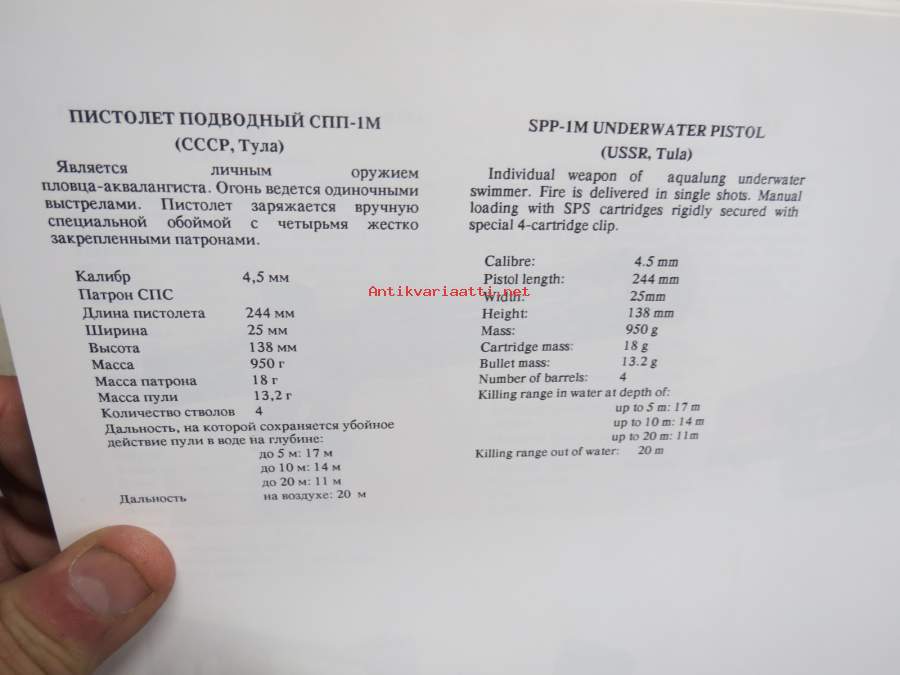 ПИСТОЛЕТ ПОДВОДНЫЙ СПП-1М
(СССР, Тула)
Является личным оружием
пловца-аквалангиста. Огонь ведется одиночными
выстрелами. Пистолет заряжается вручную
специальной обоймой с четырьмя жестко
закрепленными патронами.
Калибр 4,5 мм
Патрон СПС
Длина пистолета 244 мм
Ширина 25 мм
Высота 138 мм
Масса 950 г
Масса патрона 18 г
Масса пули 13,2 г
Количество стволов 4
Дальность, на которой сохраняется убойное
действие пули в воде на глубине:
до 5 м: 17 м
до 10 м: 14 м
до 20 м: 11 м
Дальность на воздухе: 20 м
SPP-1M UNDERWATER PISTOL
(USSR, Tula)
Individual weapon of aqualung underwater
swimmer. Fire is delivered in single shots. Manual
loading with SPS cartridges rigidly secured with
special 4-cartridge clip.
Calibre: 4.5 mm
Pistol length: 244 mm
Width: 25mm
Height: 138 mm
Mass: 950 g
Cartridge mass: 18 g
Bullet mass: 13.2 g
Number of barrels: 4
Killing range in water at depth of:
up to 5 m: 17 m
up to 10 m: 14 m
up to 20 m: 11m
Killing range out of water: 20 m
Antikvariaatti.net